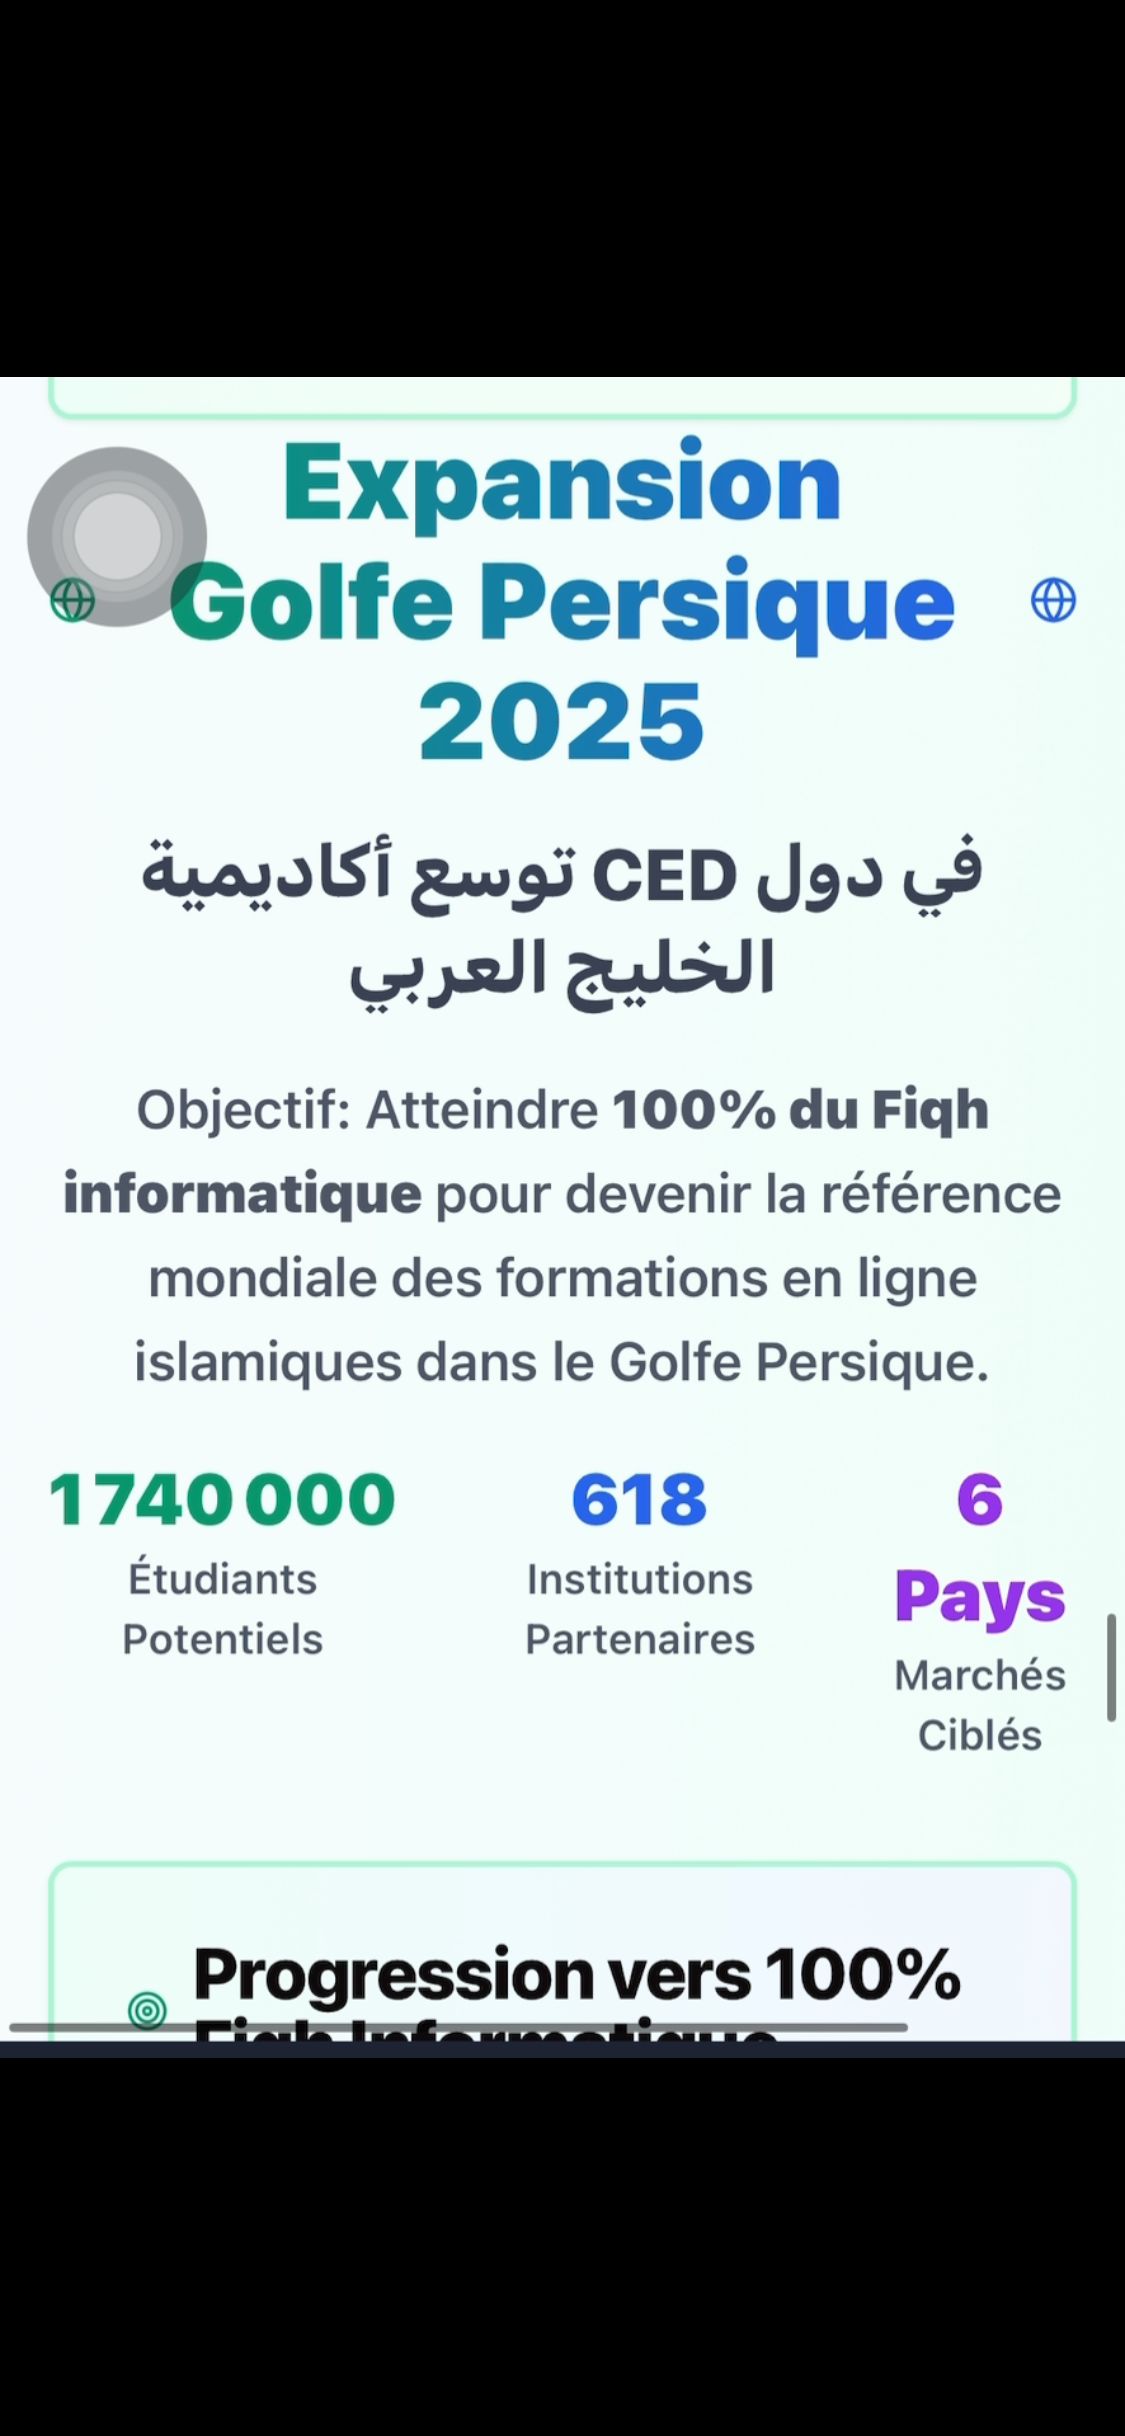 Expansion
Golfe Persique
2025
توسع أكاديمية CED في دول
الخليج العربي
Objectif: Atteindre 100% du Fiqh
informatique pour devenir la référence
mondiale des formations en ligne
islamiques dans le Golfe Persique.
1 740 000
Étudiants
Potentiels
618
Institutions
Partenaires
6
Pays
Marchés
Ciblés
Progression vers 100%
Fiqh Informatique